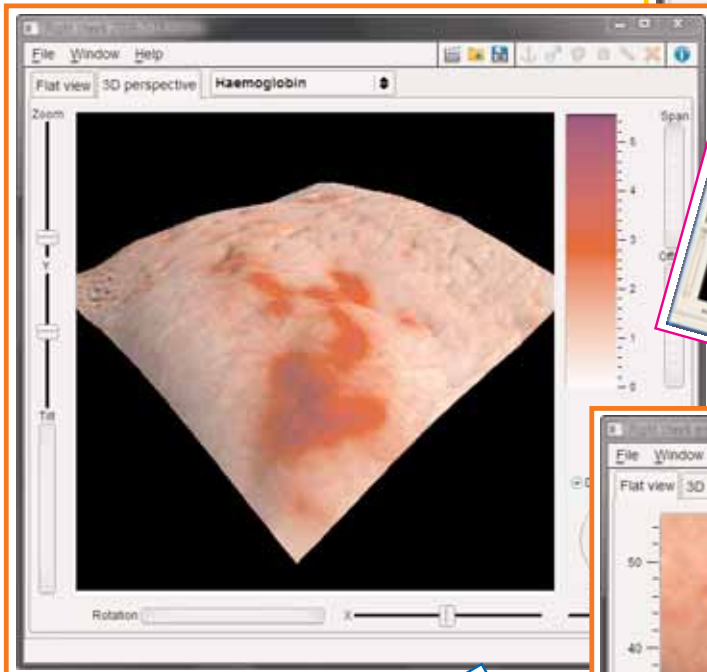 File Window Help
Flat view 3D perspective Haemoglobin
Zoom
Span
5
4
3
2
1
0
Y
Tilt
Rotation
X
File Window
Flat view 3D
50
40